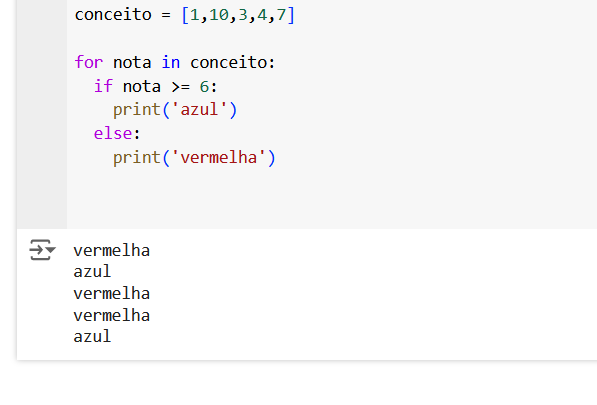 conceito = [1,10,3,4,7]
for nota in conceito:
if nota >= 6:
print('azul')
else:
print('vermelha')
vermelha
azul
vermelha
vermelha
azul